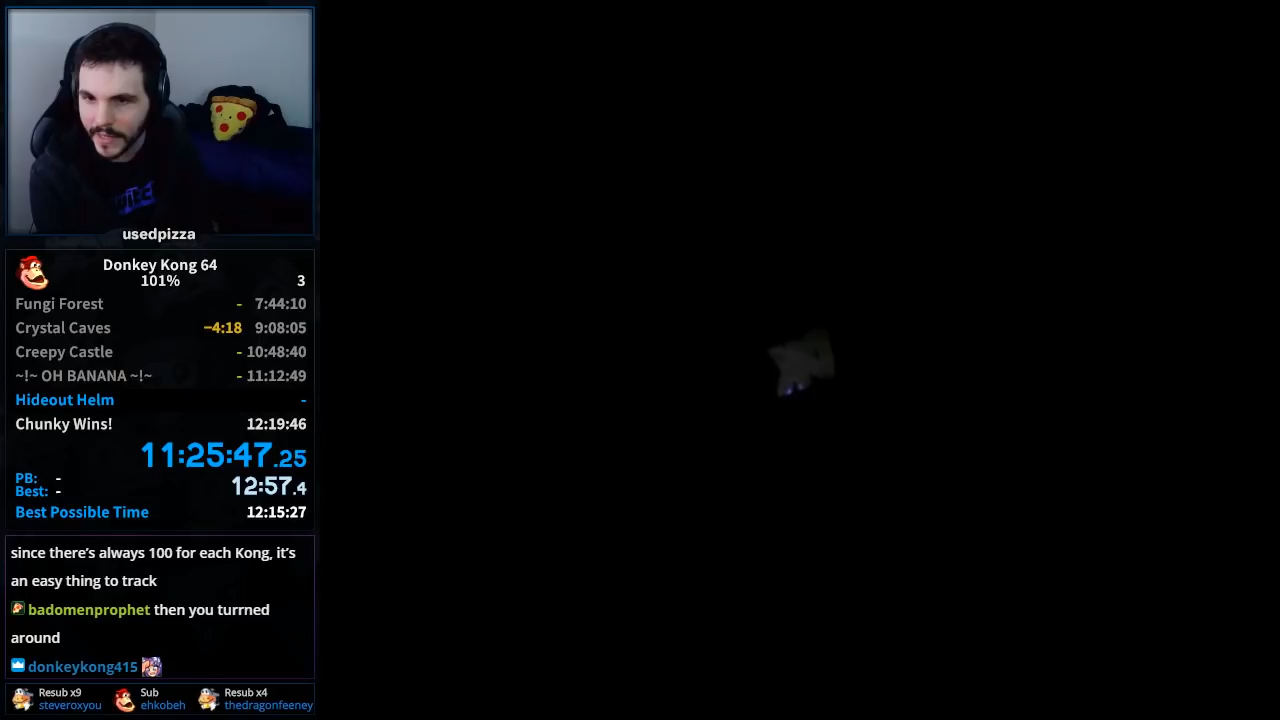 usedpizza
Donkey Kong 64
101% 3
Fungi Forest - 7:44:10
Crystal Caves −4:18 9:08:05
Creepy Castle - 10:48:40
~!~ OH BANANA ~!~ - 11:12:49
Hideout Helm -
Chunky Wins! 12:19:46
11:25:47.25
PB: - 12:57.4
Best: -
Best Possible Time 12:15:27
since there's always 100 for each Kong, it's
an easy thing to track
badomenprophet then you turrned
around
donkeykong415
Resub x9 Sub Resub x4
steveroxyou ehkobeh thedragonfeeney